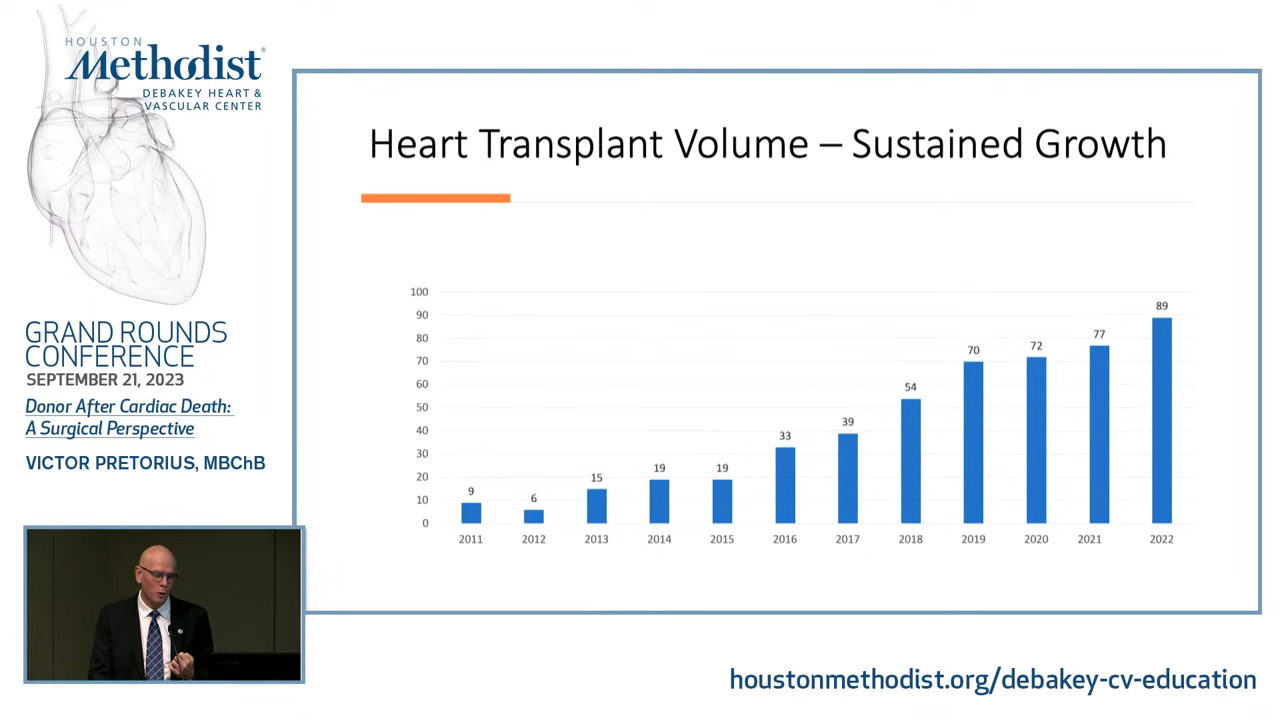 HOUSTON
Methodist®
DEBAKEY HEART &
VASCULAR CENTER
GRAND ROUNDS
CONFERENCE
SEPTEMBER 21, 2023
Donor After Cardiac Death:
A Surgical Perspective
VICTOR PRETORIUS, MBChB
Heart Transplant Volume – Sustained Growth
100
90
80
70
60
50
40
30
20
10
0
9
6
15
19
19
33
39
54
70
72
77
89
2011 2012 2013 2014 2015 2016 2017 2018 2019 2020 2021 2022
houstonmethodist.org/debakey-cv-education